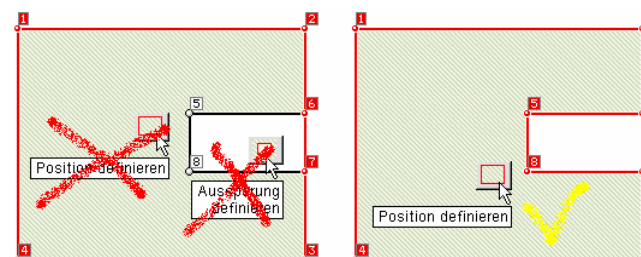 1 2 1
5 6 5
8 7 8
Position definieren
Aussparung
definieren
Position definieren
4 3 4